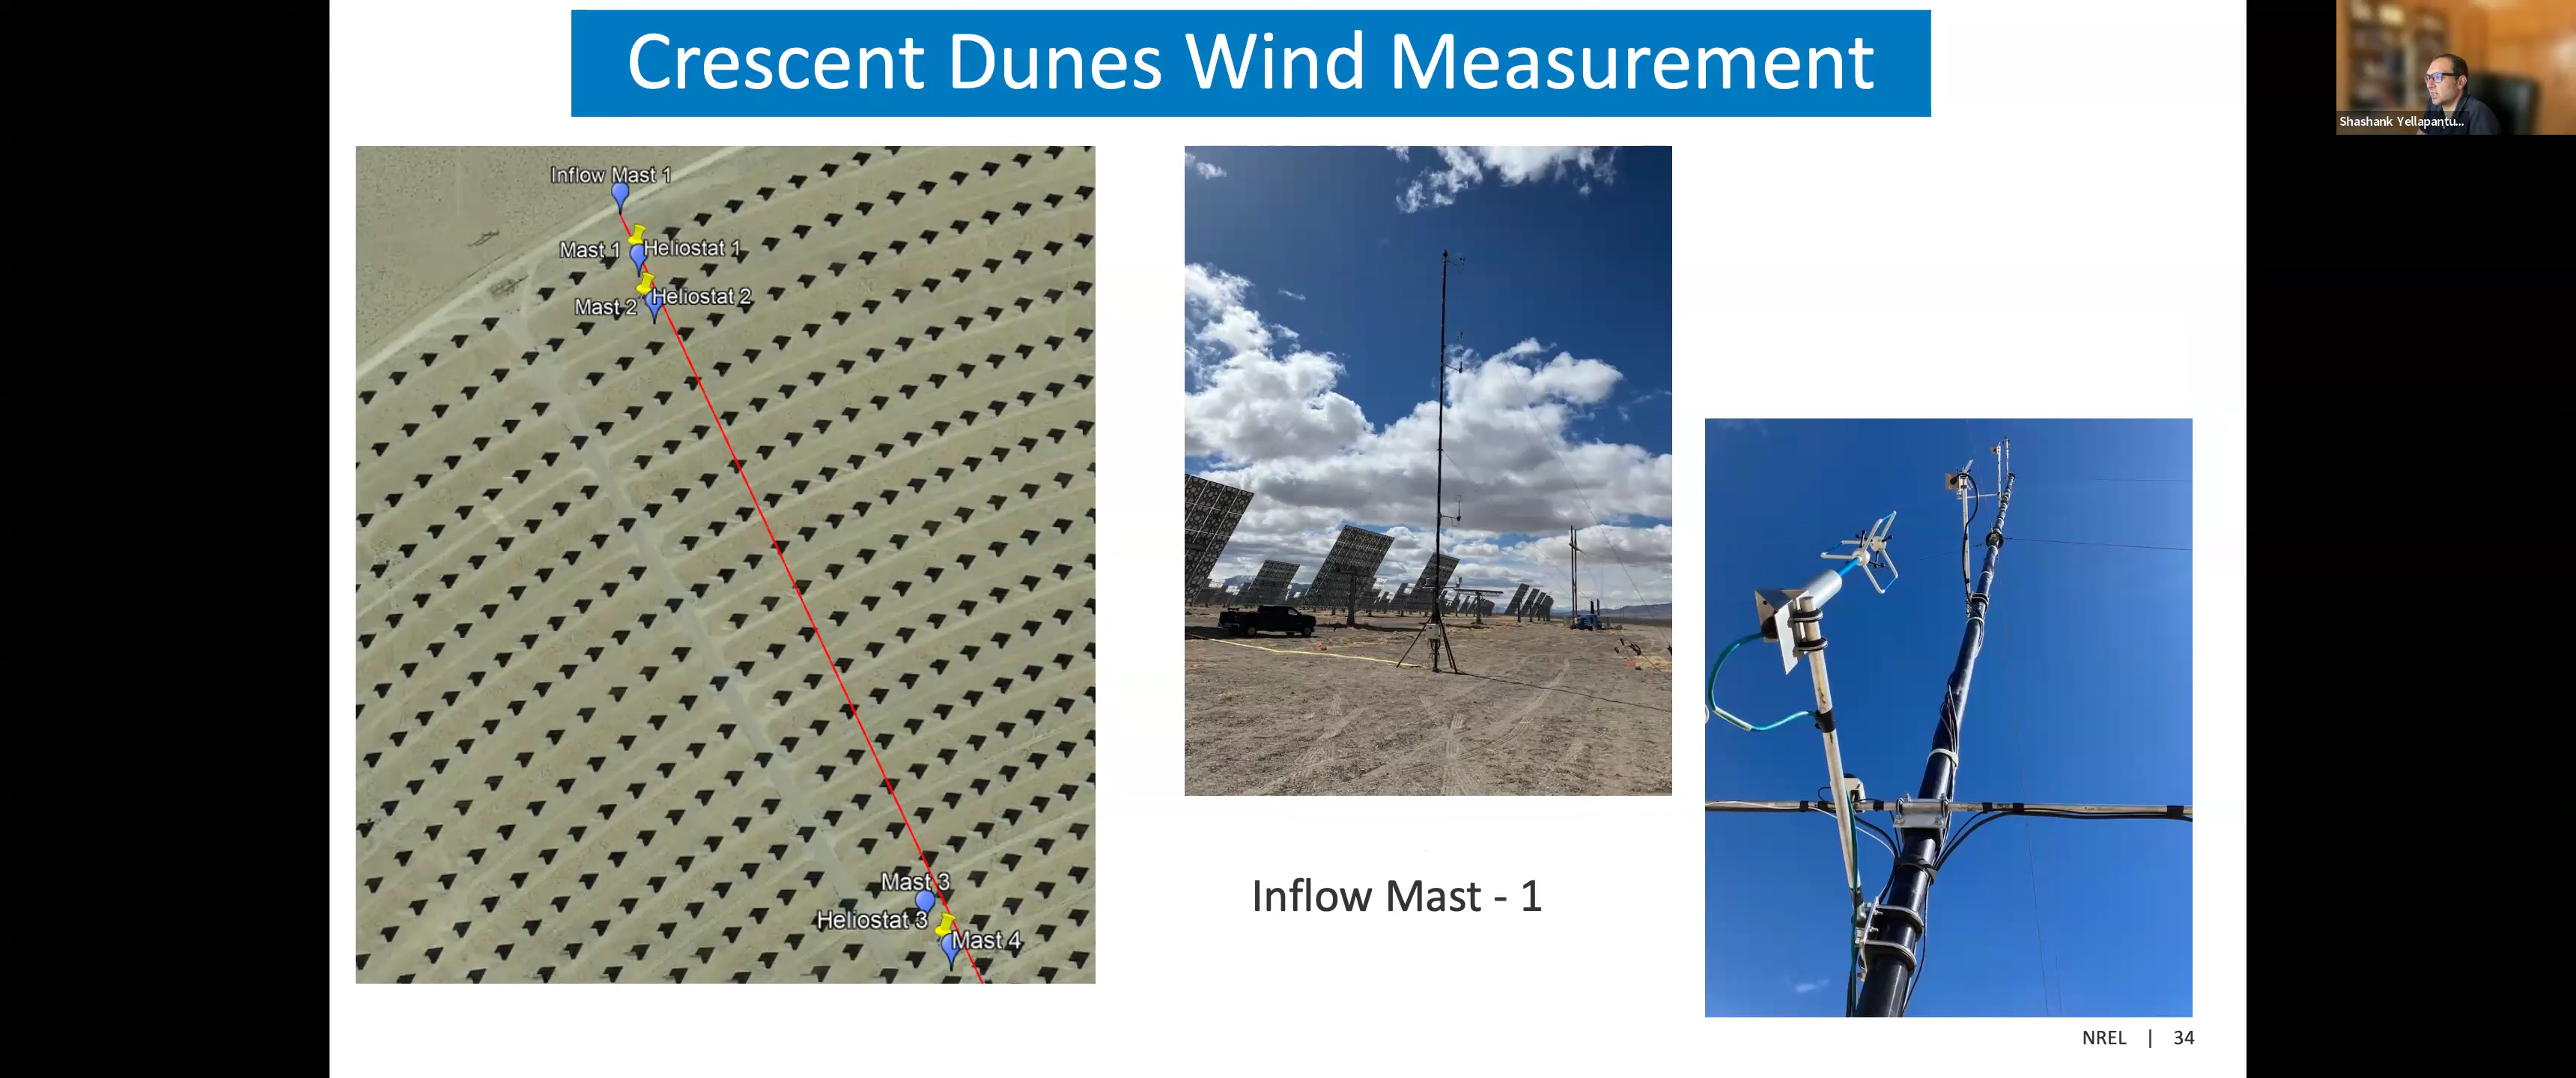 Crescent Dunes Wind Measurement
Shashank Yellapantu...
Inflow Mast 1
Mast 1
Heliostat 1
Mast 2
Heliostat 2
Mast 3
Heliostat 3
Mast 4
Inflow Mast - 1
NREL | 34